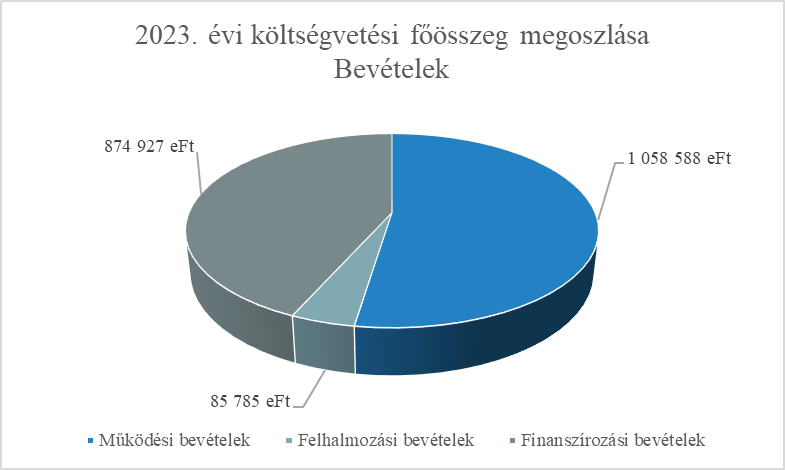 2023. évi költségvetési főösszeg megoszlása
Bevételek
874 927 eFt
1 058 588 eFt
85 785 eFt
Működési bevételek
Felhalmozási bevételek
Finanszírozási bevételek